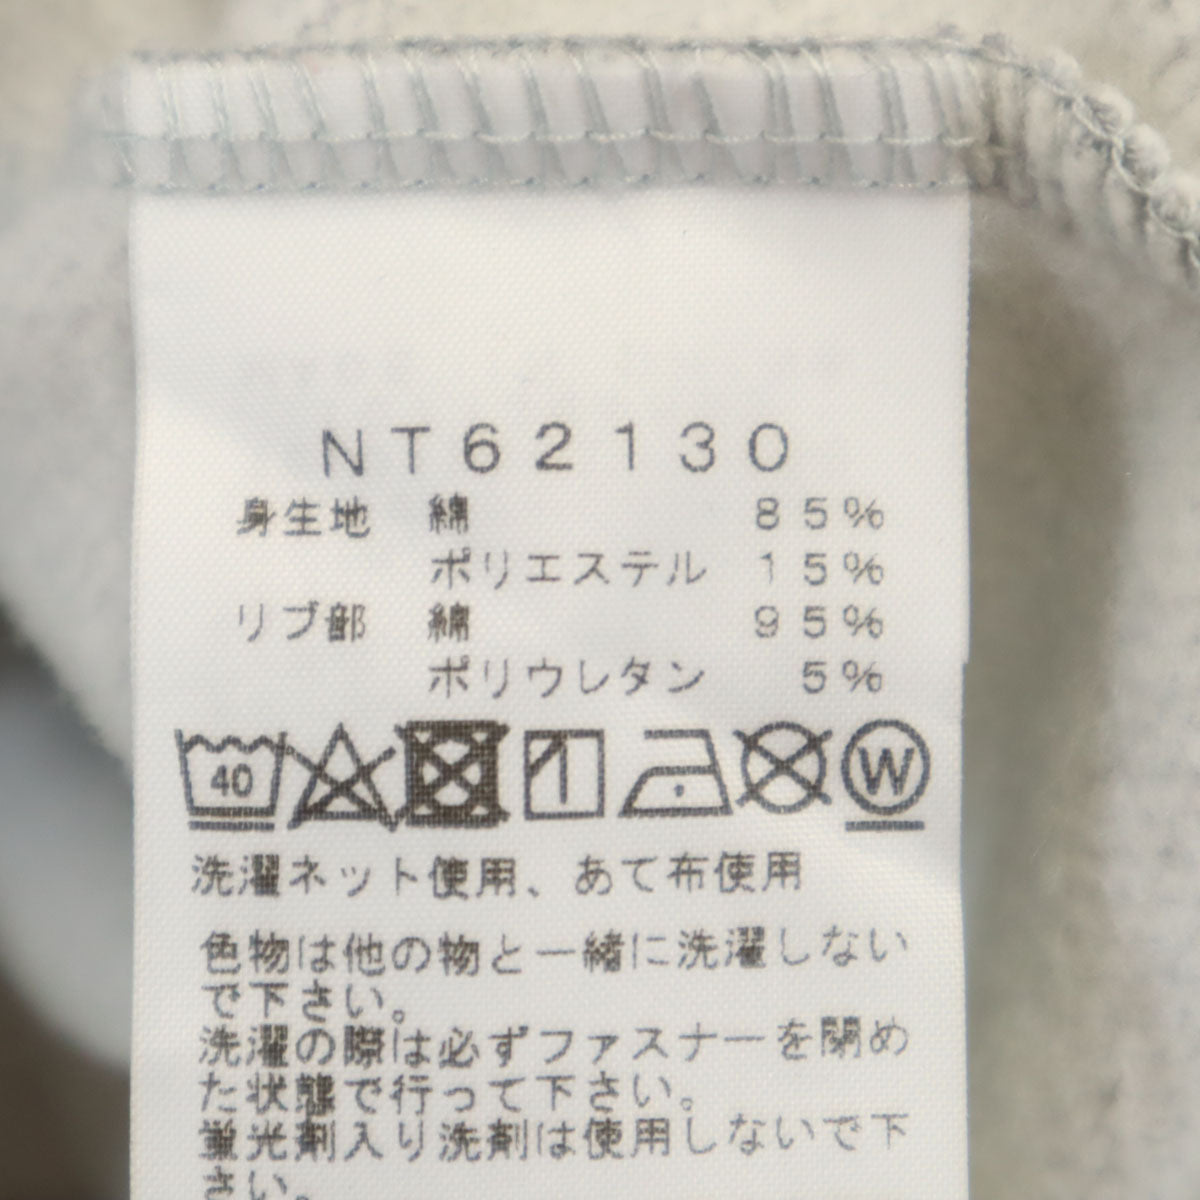 NT62130
身生地 綿 85%
ポリエステル 15%
リブ部 綿 95%
ポリウレタン 5%
40 W
洗濯ネット使用、あて布使用
色物は他の物と一緒に洗濯しない
で下さい。
洗濯の際は必ずファスナーを閉め
た状態で行って下さい。
蛍光剤入り洗剤は使用しないで下
さい。